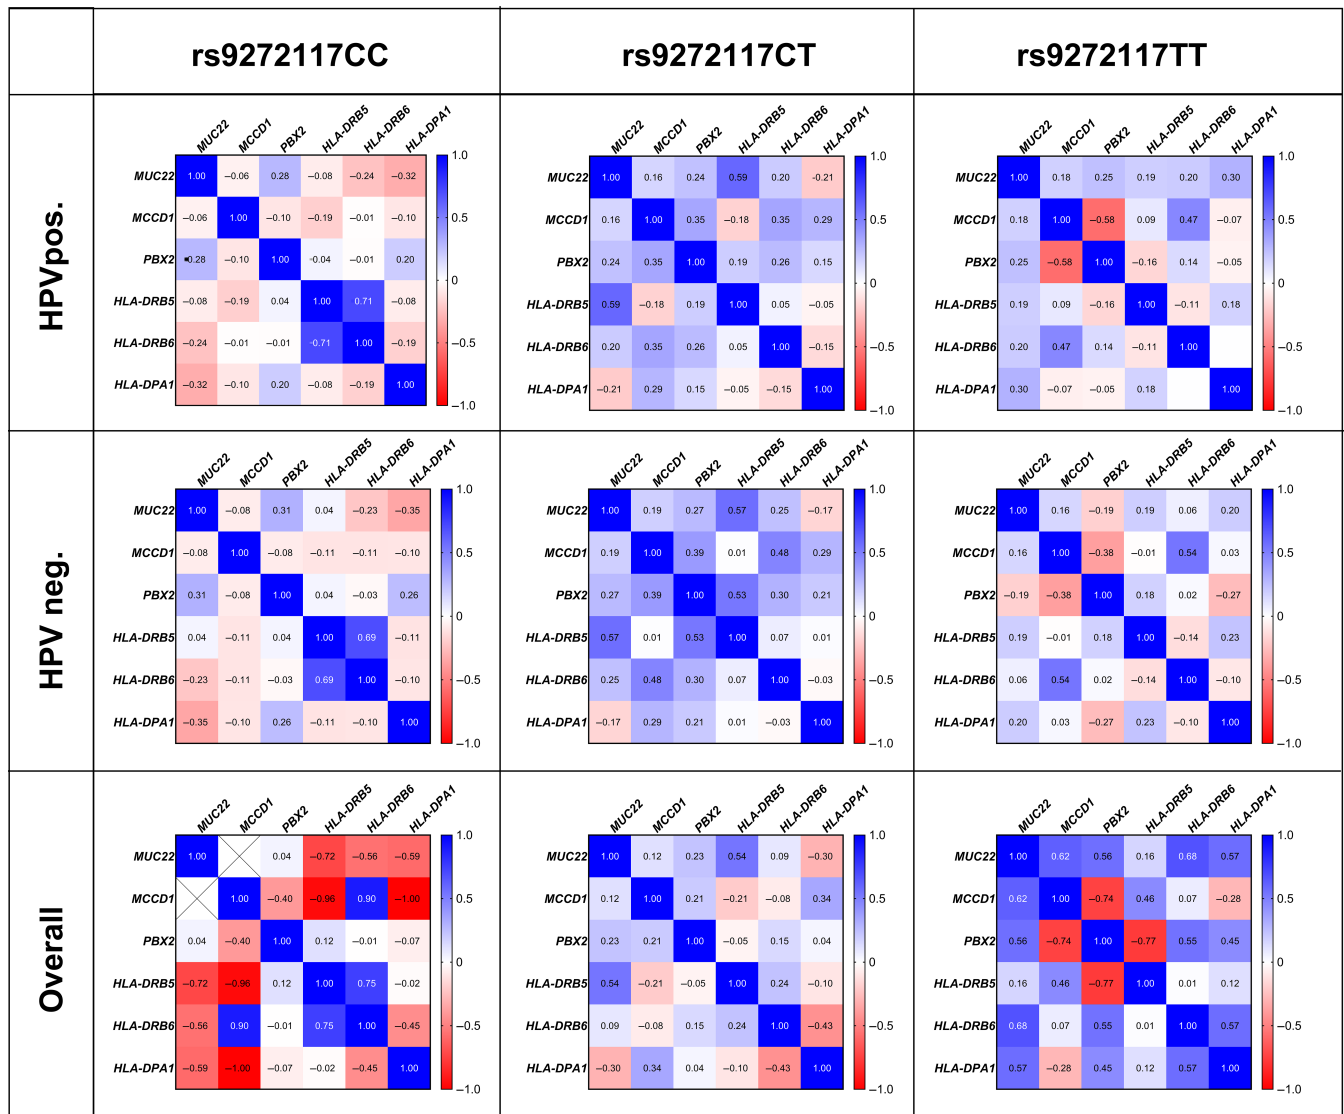 rs9272117CC rs9272117CT rs9272117TT
HPVpos.
MUC22 MCCD1 PBX2 HLA-DRB5 HLA-DRB6 HLA-DPA1
MUC22 1.00 –0.06 0.28 –0.08 –0.24 –0.32
MCCD1 –0.06 1.00 –0.10 –0.19 –0.01 –0.10
PBX2 0.28 –0.10 1.00 –0.04 –0.01 0.20
HLA-DRB5 –0.08 –0.19 0.04 1.00 0.71 –0.08
HLA-DRB6 –0.24 –0.01 –0.01 -0.71 1.00 –0.19
HLA-DPA1 –0.32 –0.10 0.20 –0.08 –0.19 1.00
1.0
0.5
0
–0.5
–1.0
MUC22 MCCD1 PBX2 HLA-DRB5 HLA-DRB6 HLA-DPA1
MUC22 1.00 0.16 0.24 0.59 0.20 –0.21
MCCD1 0.16 1.00 0.35 –0.18 0.35 0.29
PBX2 0.24 0.35 1.00 0.19 0.26 0.15
HLA-DRB5 0.59 –0.18 0.19 1.00 0.05 –0.05
HLA-DRB6 0.20 0.35 0.26 0.05 1.00 –0.15
HLA-DPA1 –0.21 0.29 0.15 –0.05 –0.15 1.00
1.0
0.5
0
–0.5
–1.0
MUC22 MCCD1 PBX2 HLA-DRB5 HLA-DRB6 HLA-DPA1
MUC22 1.00 0.18 0.25 0.19 0.20 0.30
MCCD1 0.18 1.00 –0.58 0.09 0.47 –0.07
PBX2 0.25 –0.58 1.00 –0.16 0.14 –0.05
HLA-DRB5 0.19 0.09 –0.16 1.00 –0.11 0.18
HLA-DRB6 0.20 0.47 0.14 –0.11 1.00
HLA-DPA1 0.30 –0.07 –0.05 0.18 1.00
1.0
0.5
0
–0.5
–1.0
HPV neg.
MUC22 MCCD1 PBX2 HLA-DRB5 HLA-DRB6 HLA-DPA1
MUC22 1.00 –0.08 0.31 0.04 –0.23 –0.35
MCCD1 –0.08 1.00 –0.08 –0.11 –0.11 –0.10
PBX2 0.31 –0.08 1.00 0.04 –0.03 0.26
HLA-DRB5 0.04 –0.11 0.04 1.00 0.69 –0.11
HLA-DRB6 –0.23 –0.11 –0.03 0.69 1.00 –0.10
HLA-DPA1 –0.35 –0.10 0.26 –0.11 –0.10 1.00
1.0
0.5
0
–0.5
–1.0
MUC22 MCCD1 PBX2 HLA-DRB5 HLA-DRB6 HLA-DPA1
MUC22 1.00 0.19 0.27 0.57 0.25 –0.17
MCCD1 0.19 1.00 0.39 0.01 0.48 0.29
PBX2 0.27 0.39 1.00 0.53 0.30 0.21
HLA-DRB5 0.57 0.01 0.53 1.00 0.07 0.01
HLA-DRB6 0.25 0.48 0.30 0.07 1.00 –0.03
HLA-DPA1 –0.17 0.29 0.21 0.01 –0.03 1.00
1.0
0.5
0
–0.5
–1.0
MUC22 MCCD1 PBX2 HLA-DRB5 HLA-DRB6 HLA-DPA1
MUC22 1.00 0.16 –0.19 0.19 0.06 0.20
MCCD1 0.16 1.00 –0.38 –0.01 0.54 0.03
PBX2 –0.19 –0.38 1.00 0.18 0.02 –0.27
HLA-DRB5 0.19 –0.01 0.18 1.00 –0.14 0.23
HLA-DRB6 0.06 0.54 0.02 –0.14 1.00 –0.10
HLA-DPA1 0.20 0.03 –0.27 0.23 –0.10 1.00
1.0
0.5
0
–0.5
–1.0
Overall
MUC22 MCCD1 PBX2 HLA-DRB5 HLA-DRB6 HLA-DPA1
MUC22 1.00 0.04 –0.72 –0.56 –0.59
MCCD1 1.00 –0.40 –0.96 0.90 –1.00
PBX2 0.04 –0.40 1.00 0.12 –0.01 –0.07
HLA-DRB5 –0.72 –0.96 0.12 1.00 0.75 –0.02
HLA-DRB6 –0.56 0.90 –0.01 0.75 1.00 –0.45
HLA-DPA1 –0.59 –1.00 –0.07 –0.02 –0.45 1.00
1.0
0.5
0
–0.5
–1.0
MUC22 MCCD1 PBX2 HLA-DRB5 HLA-DRB6 HLA-DPA1
MUC22 1.00 0.12 0.23 0.54 0.09 –0.30
MCCD1 0.12 1.00 0.21 –0.21 –0.08 0.34
PBX2 0.23 0.21 1.00 –0.05 0.15 0.04
HLA-DRB5 0.54 –0.21 –0.05 1.00 0.24 –0.10
HLA-DRB6 0.09 –0.08 0.15 0.24 1.00 –0.43
HLA-DPA1 –0.30 0.34 0.04 –0.10 –0.43 1.00
1.0
0.5
0
–0.5
–1.0
MUC22 MCCD1 PBX2 HLA-DRB5 HLA-DRB6 HLA-DPA1
MUC22 1.00 0.62 0.56 0.16 0.68 0.57
MCCD1 0.62 1.00 –0.74 0.46 0.07 –0.28
PBX2 0.56 –0.74 1.00 –0.77 0.55 0.45
HLA-DRB5 0.16 0.46 –0.77 1.00 0.01 0.12
HLA-DRB6 0.68 0.07 0.55 0.01 1.00 0.57
HLA-DPA1 0.57 –0.28 0.45 0.12 0.57 1.00
1.0
0.5
0
–0.5
–1.0